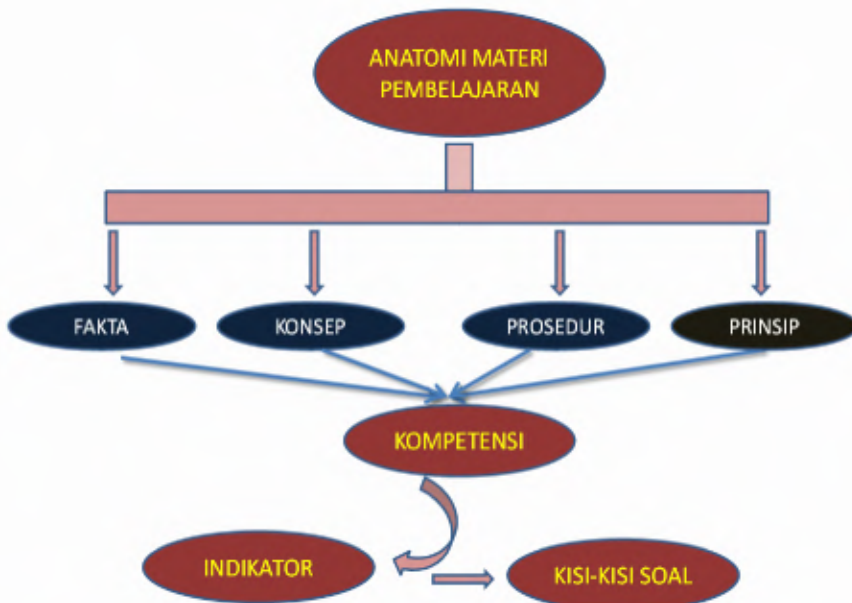 ANATOMI MATERI
PEMBELAJARAN
FAKTA
KONSEP
PROSEDUR
PRINSIP
KOMPETENSI
INDIKATOR
KISI-KISI SOAL